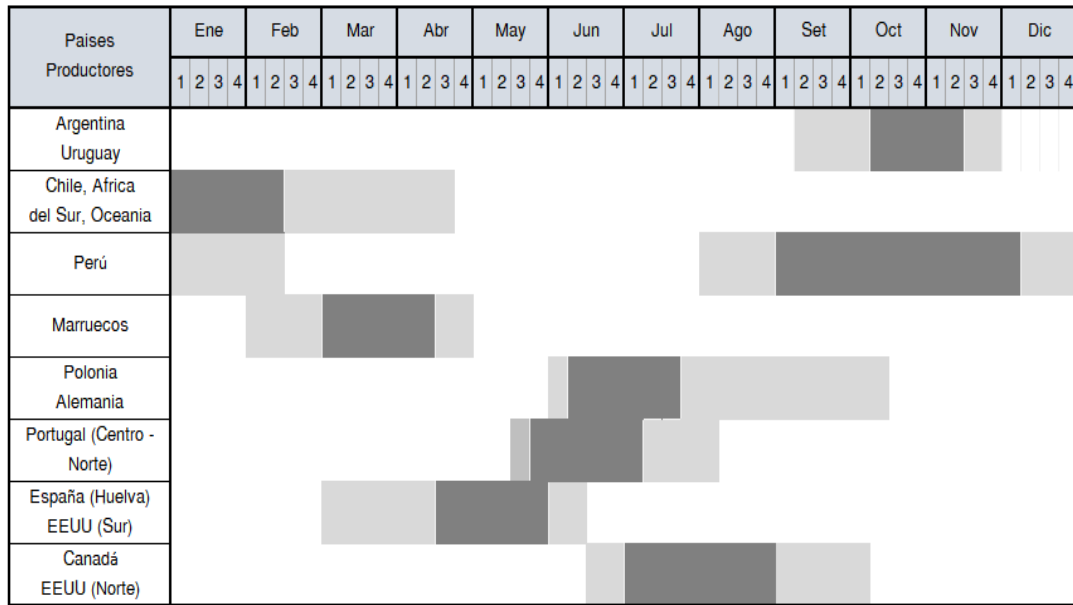 Paises
Productores
Ene Feb Mar Abr May Jun Jul Ago Set Oct Nov Dic
1 2 3 4 1 2 3 4 1 2 3 4 1 2 3 4 1 2 3 4 1 2 3 4 1 2 3 4 1 2 3 4 1 2 3 4 1 2 3 4 1 2 3 4 1 2 3 4
Argentina
Uruguay
Chile, Africa
del Sur, Oceania
Perú
Marruecos
Polonia
Alemania
Portugal (Centro -
Norte)
España (Huelva)
EEUU (Sur)
Canadá
EEUU (Norte)